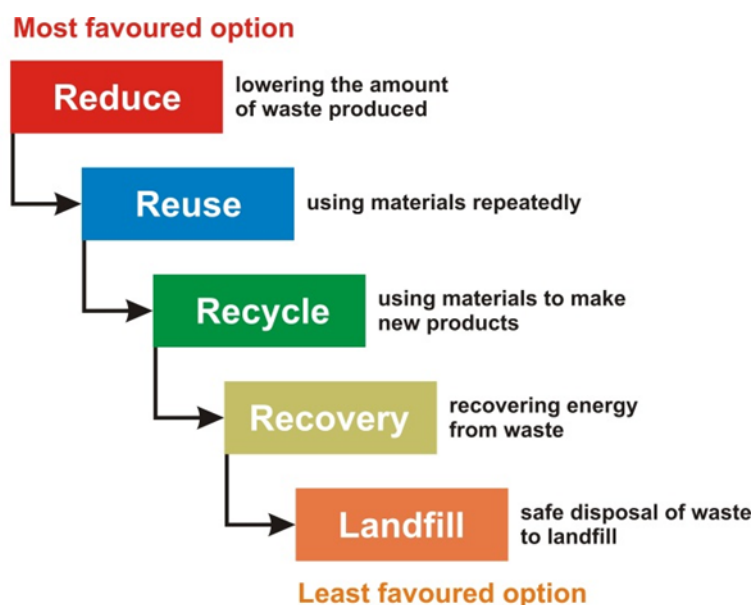 Most favoured option
Reduce
lowering the amount
of waste produced
Reuse
using materials repeatedly
Recycle
using materials to make
new products
Recovery
recovering energy
from waste
Landfill
safe disposal of waste
to landfill
Least favoured option